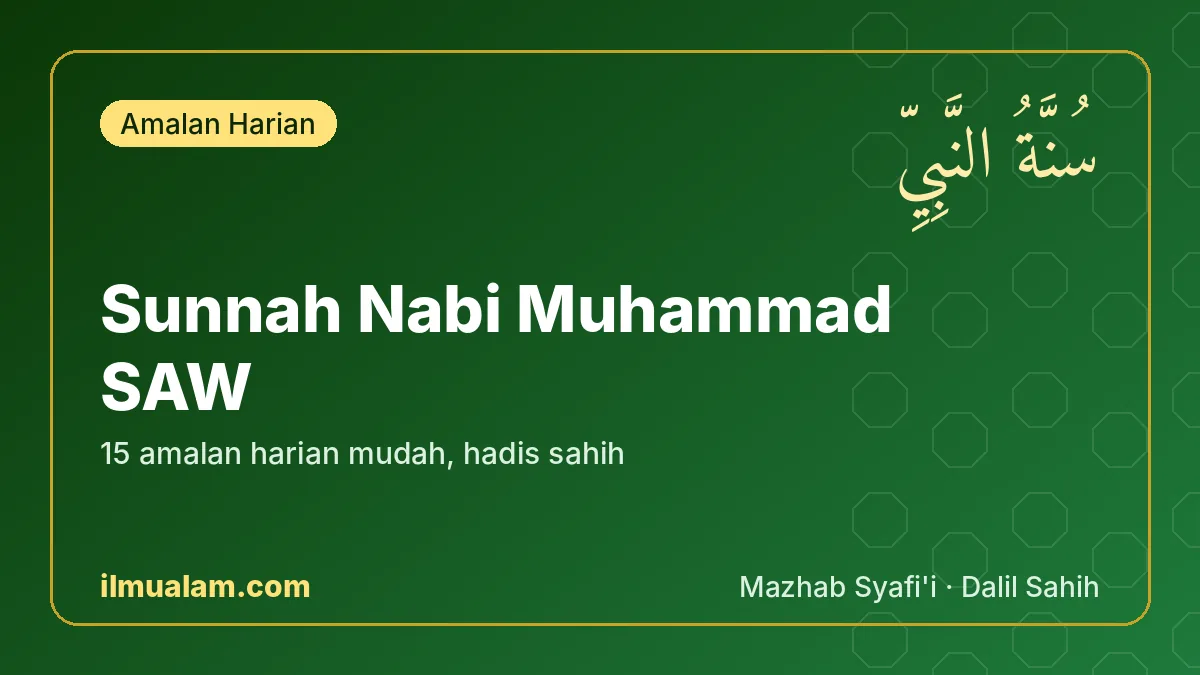 Amalan Harian
سُنَّةُ النَّبِيِّ
Sunnah Nabi Muhammad
SAW
15 amalan harian mudah, hadis sahih
ilmualam.com
Mazhab Syafi'i · Dalil Sahih